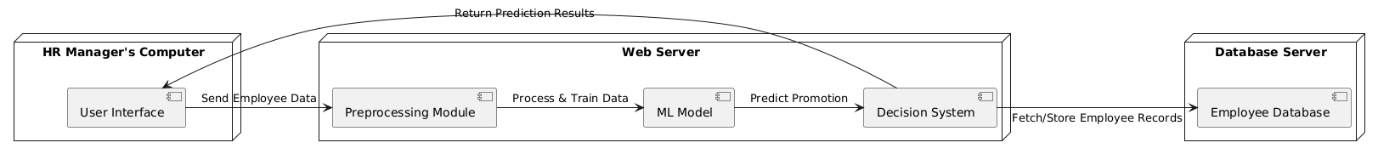 Return Prediction Results
HR Manager's Computer
Web Server
Database Server
User Interface
Send Employee Data
Preprocessing Module
Process & Train Data
ML Model
Predict Promotion
Decision System
Fetch/Store Employee Records
Employee Database